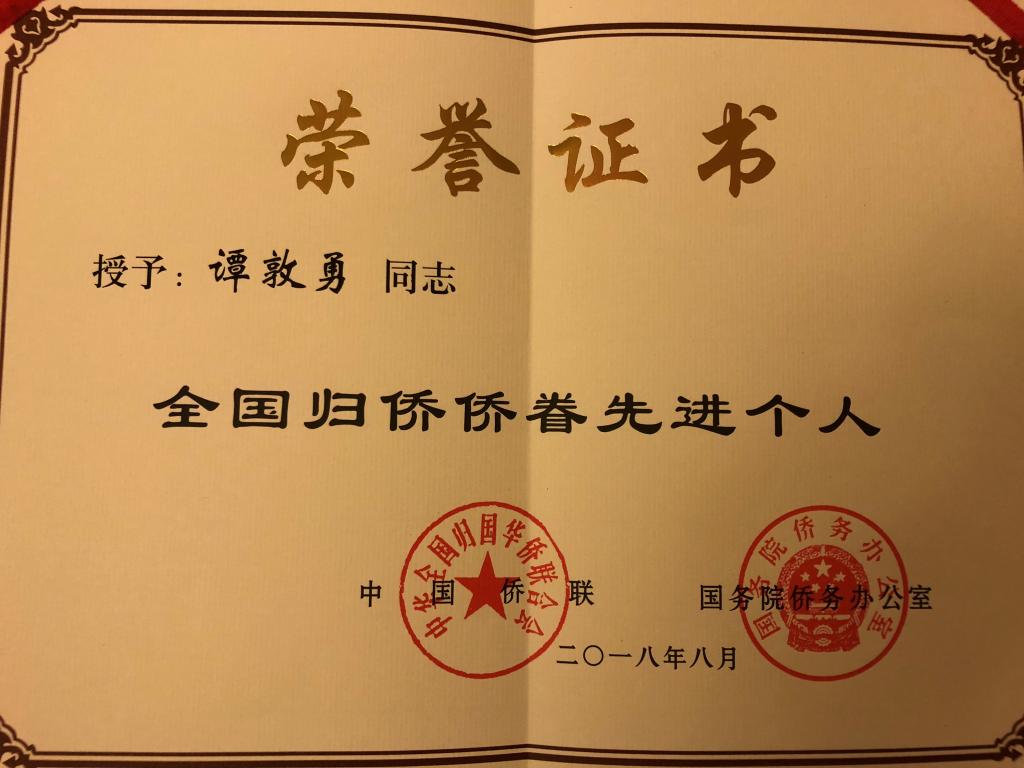 荣誉证书
授予：谭敦勇 同志
全国归侨侨眷先进个人
中华全国归国华侨联合会
国务院侨务办公室
中国侨联 国务院侨务办公室
二〇一八年八月